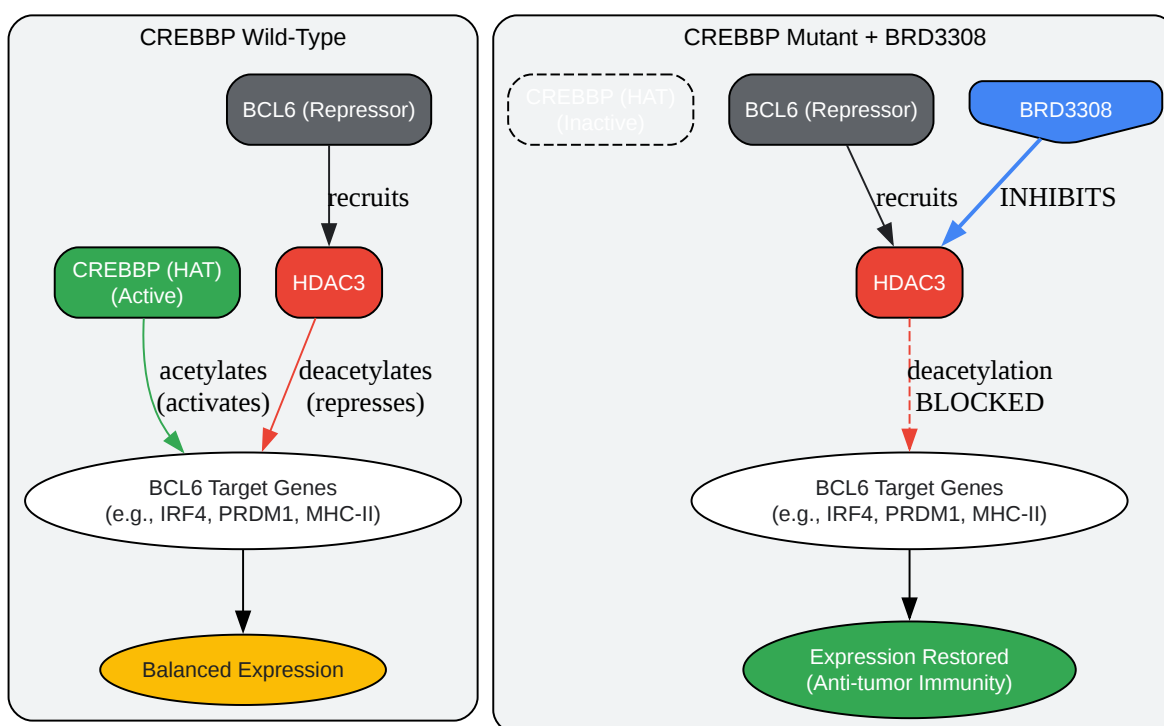 CREBBP Wild-Type
BCL6 (Repressor)
recruits
CREBBP (HAT)
(Active)
HDAC3
acetylates
(activates)
deacetylates
(represses)
BCL6 Target Genes
(e.g., IRF4, PRDM1, MHC-II)
Balanced Expression
CREBBP Mutant + BRD3308
CREBBP (HAT)
(Inactive)
BCL6 (Repressor)
BRD3308
recruits
INHIBITS
HDAC3
deacetylation
BLOCKED
BCL6 Target Genes
(e.g., IRF4, PRDM1, MHC-II)
Expression Restored
(Anti-tumor Immunity)